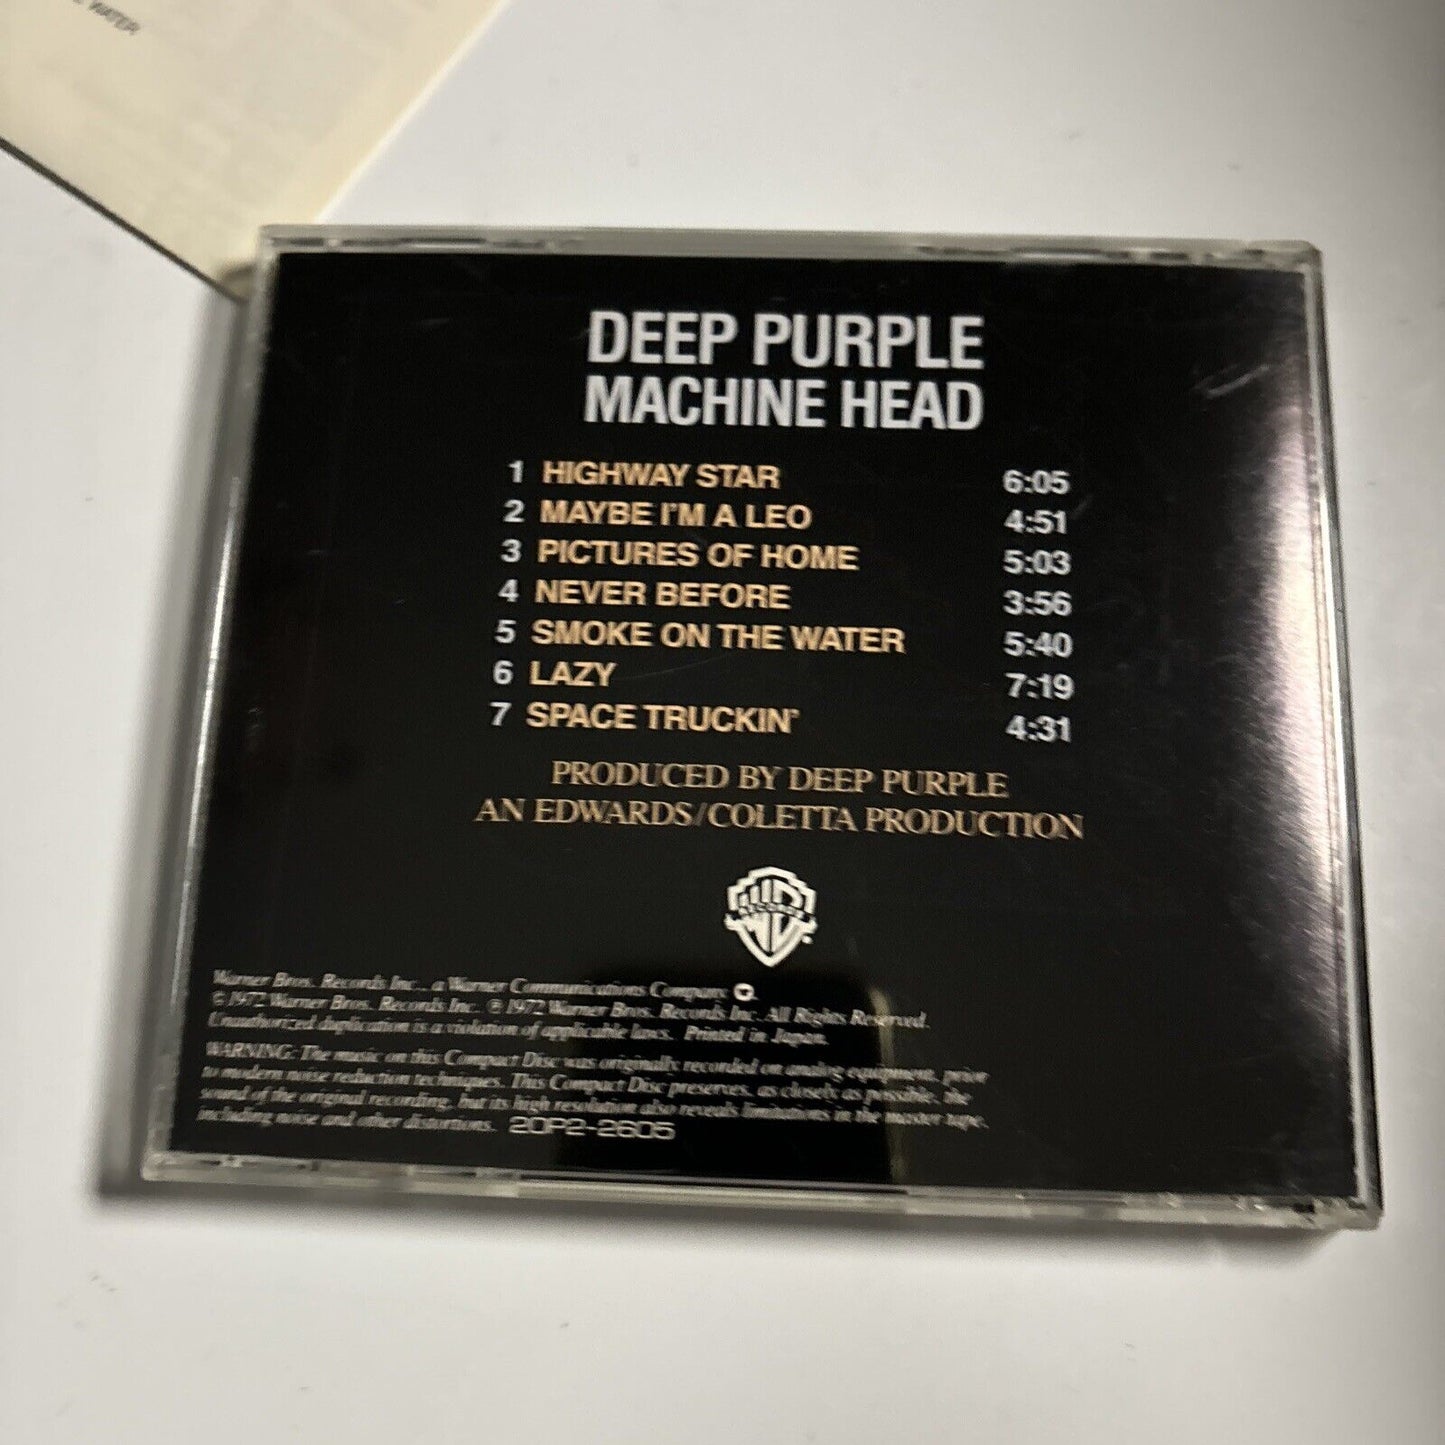 WATER
DEEP PURPLE
MACHINE HEAD
1 HIGHWAY STAR 6:05
2 MAYBE I'M A LEO 4:51
3 PICTURES OF HOME 5:03
4 NEVER BEFORE 3:56
5 SMOKE ON THE WATER 5:40
6 LAZY 7:19
7 SPACE TRUCKIN' 4:31
PRODUCED BY DEEP PURPLE
AN EDWARDS/COLETTA PRODUCTION
RECORDS
Warner Bros. Records Inc., a Warner Communications Company
© 1972 Warner Bros. Records Inc. ℗ 1972 Warner Bros. Records Inc. All Rights Reserved.
Unauthorized duplication is a violation of applicable laws. Printed in Japan.
WARNING: The music on this Compact Disc was originally recorded on analog equipment, prior
to modern noise reduction techniques. This Compact Disc preserves, as closely as possible, the
sound of the original recording, but its high resolution also reveals limitations in the master tape,
including noise and other distortions. 20P2-2605